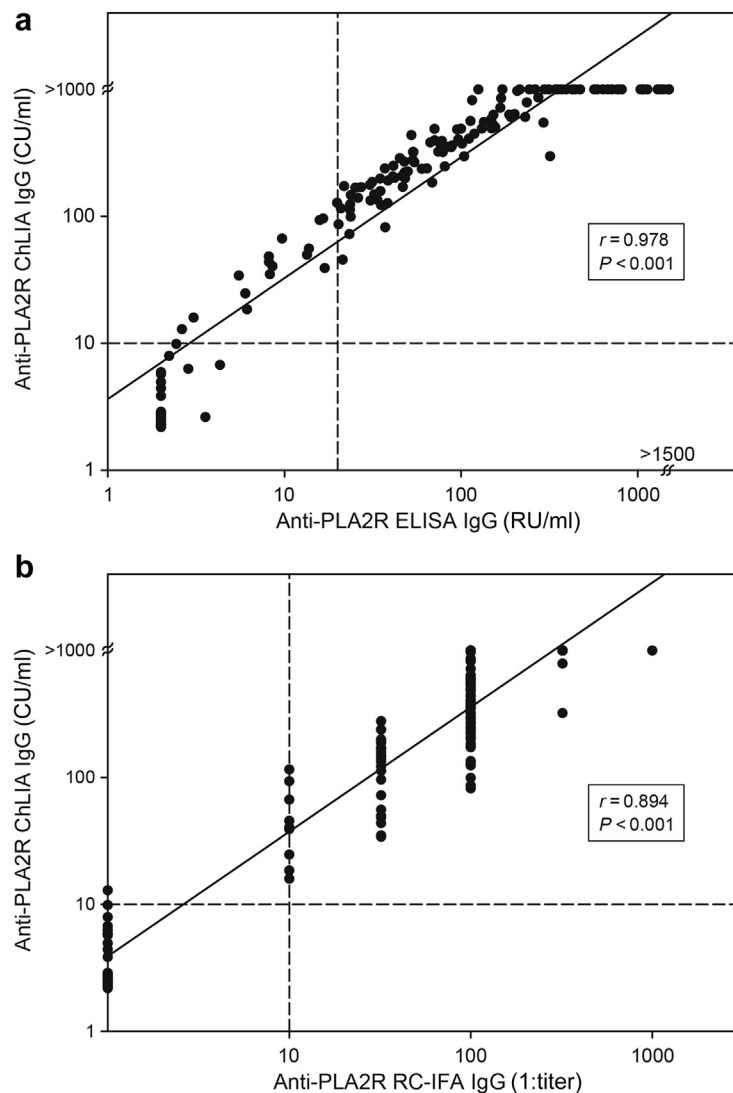 a
Anti-PLA2R ChLIA IgG (CU/ml)
>1000
100
10
1
r = 0.978
P < 0.001
>1500
1
10
100
1000
Anti-PLA2R ELISA IgG (RU/ml)
b
Anti-PLA2R ChLIA IgG (CU/ml)
>1000
100
10
1
r = 0.894
P < 0.001
10
100
1000
Anti-PLA2R RC-IFA IgG (1:titer)